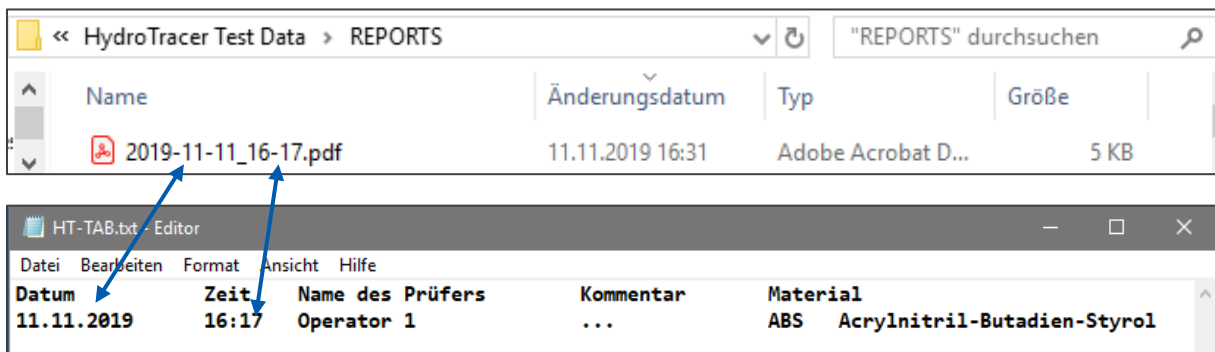 « HydroTracer Test Data > REPORTS "REPORTS" durchsuchen
Name Änderungsdatum Typ Größe
2019-11-11_16-17.pdf 11.11.2019 16:31 Adobe Acrobat D... 5 KB
HT-TAB.txt - Editor
Datei Bearbeiten Format Ansicht Hilfe
Datum Zeit Name des Prüfers Kommentar Material
11.11.2019 16:17 Operator 1 ... ABS Acrylnitril-Butadien-Styrol